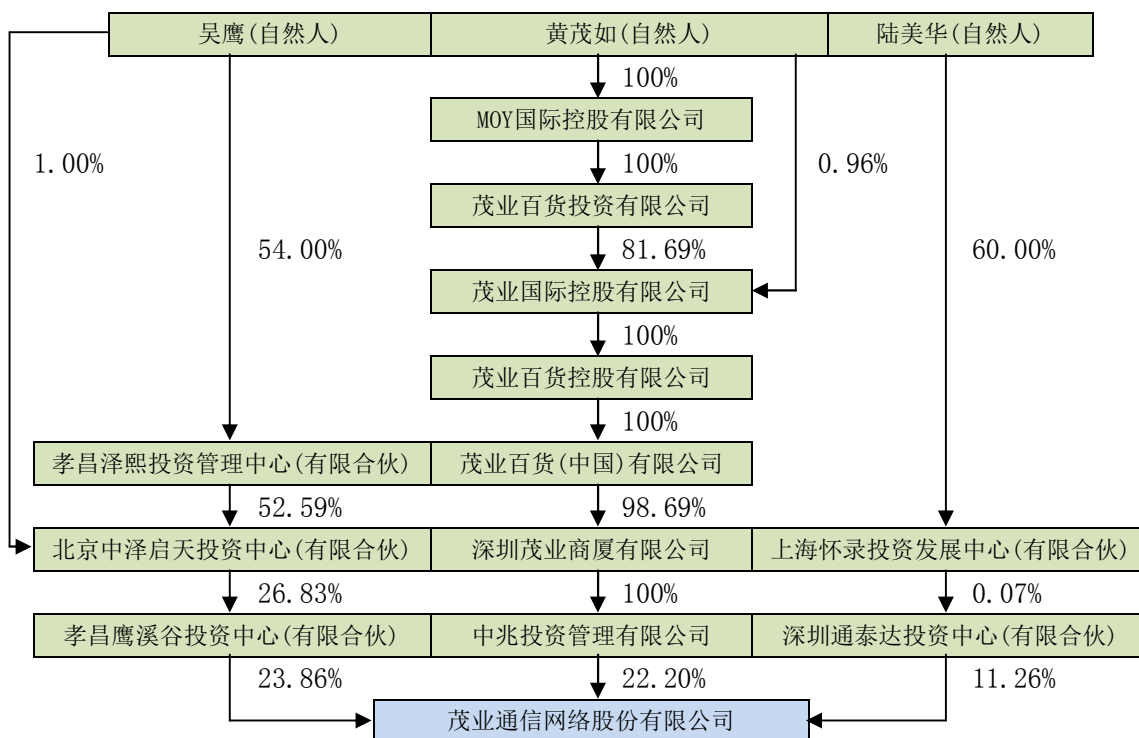 吴鹰(自然人)
黄茂如(自然人)
陆美华(自然人)
100%
MOY国际控股有限公司
1.00%
100%
0.96%
茂业百货投资有限公司
54.00%
81.69%
60.00%
茂业国际控股有限公司
100%
茂业百货控股有限公司
100%
孝昌泽熙投资管理中心(有限合伙)
茂业百货(中国)有限公司
52.59%
98.69%
北京中泽启天投资中心(有限合伙)
深圳茂业商厦有限公司
上海怀录投资发展中心(有限合伙)
26.83%
100%
0.07%
孝昌鹰溪谷投资中心(有限合伙)
中兆投资管理有限公司
深圳通泰达投资中心(有限合伙)
23.86%
22.20%
11.26%
茂业通信网络股份有限公司